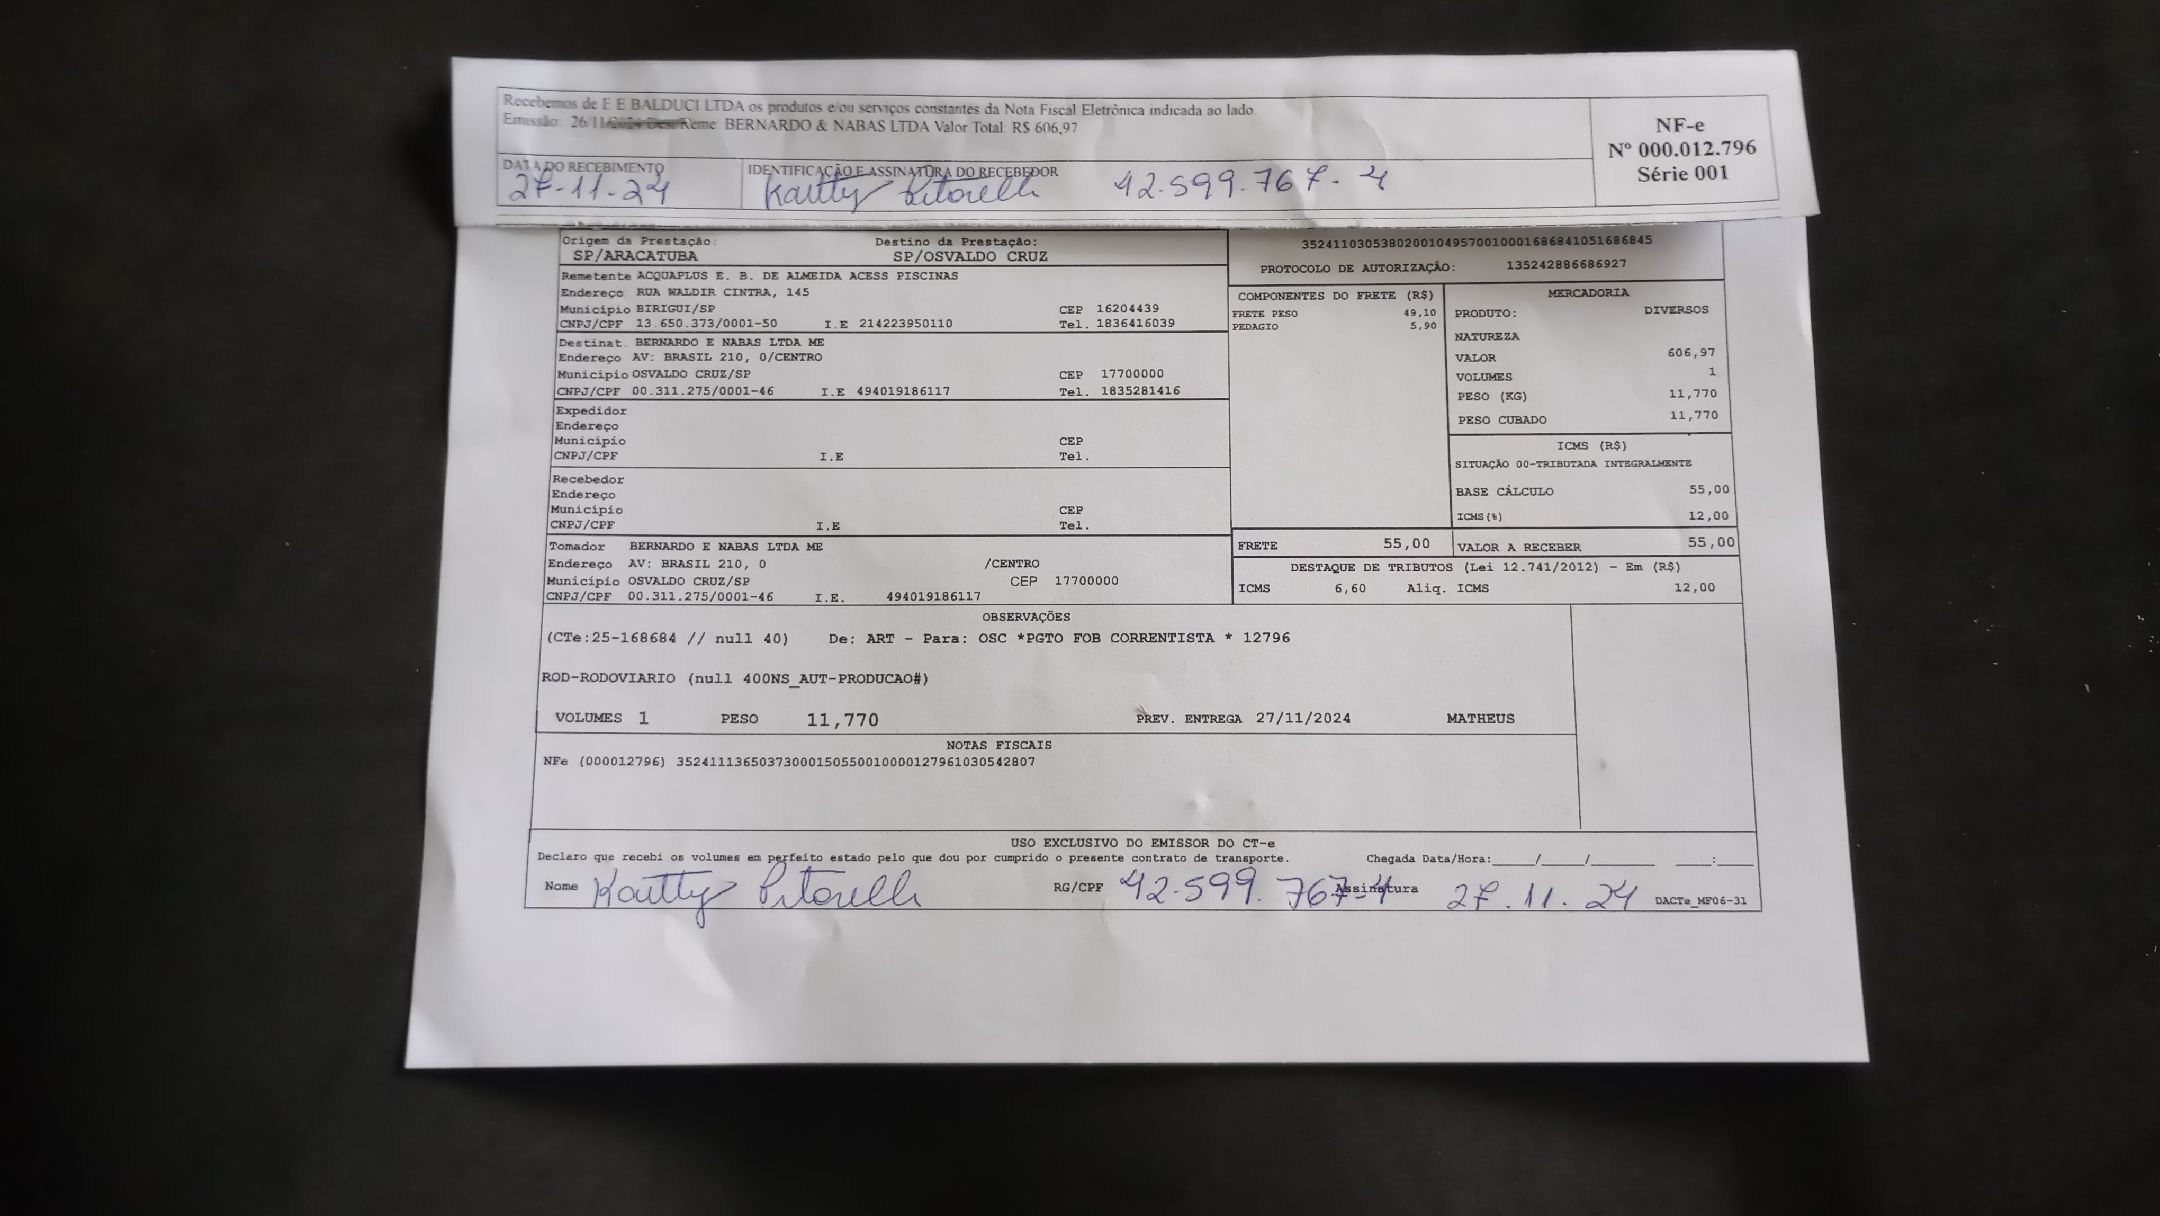 Recebemos de E E BALDUCI LTDA os produtos e/ou serviços constantes da Nota Fiscal Eletrônica indicada ao lado
Emissão: 26/11/2024 Dest/Reme: BERNARDO & NABAS LTDA Valor Total: R$ 606,97
NF-e
Nº 000.012.796
Série 001
DATA DO RECEBIMENTO
27-11-24
IDENTIFICAÇÃO E ASSINATURA DO RECEBEDOR
Kaitty Pitorelli 42.599.767-4
Origem da Prestação: Destino da Prestação:
SP/ARACATUBA SP/OSVALDO CRUZ
35241103053802001049570010001686841051686845
PROTOCOLO DE AUTORIZAÇÃO: 135242886686927
Remetente ACQUAPLUS E. B. DE ALMEIDA ACESS PISCINAS
Endereço RUA WALDIR CINTRA, 145
Município BIRIGUI/SP CEP 16204439
CNPJ/CPF 13.650.373/0001-50 I.E 214223950110 Tel. 1836416039
Destinat. BERNARDO E NABAS LTDA ME
Endereço AV: BRASIL 210, 0/CENTRO
Município OSVALDO CRUZ/SP CEP 17700000
CNPJ/CPF 00.311.275/0001-46 I.E 494019186117 Tel. 1835281416
Expedidor
Endereço
Município CEP
CNPJ/CPF I.E Tel.
Recebedor
Endereço
Município CEP
CNPJ/CPF I.E Tel.
Tomador BERNARDO E NABAS LTDA ME
Endereço AV: BRASIL 210, 0 /CENTRO
Município OSVALDO CRUZ/SP CEP 17700000
CNPJ/CPF 00.311.275/0001-46 I.E. 494019186117
COMPONENTES DO FRETE (R$)
FRETE PESO 49,10
PEDAGIO 5,90
MERCADORIA
PRODUTO: DIVERSOS
NATUREZA
VALOR 606,97
VOLUMES 1
PESO (KG) 11,770
PESO CUBADO 11,770
ICMS (R$)
SITUAÇÃO 00-TRIBUTADA INTEGRALMENTE
BASE CÁLCULO 55,00
ICMS(%) 12,00
FRETE 55,00 VALOR A RECEBER 55,00
DESTAQUE DE TRIBUTOS (Lei 12.741/2012) - Em (R$)
ICMS 6,60 Aliq. ICMS 12,00
OBSERVAÇÕES
(CTe:25-168684 // null 40) De: ART - Para: OSC *PGTO FOB CORRENTISTA * 12796
ROD-RODOVIARIO (null 400NS_AUT-PRODUCAO#)
VOLUMES 1 PESO 11,770 PREV. ENTREGA 27/11/2024 MATHEUS
NOTAS FISCAIS
NFe (000012796) 35241113650373000150550010000127961030542807
USO EXCLUSIVO DO EMISSOR DO CT-e
Declaro que recebi os volumes em perfeito estado pelo que dou por cumprido o presente contrato de transporte. Chegada Data/Hora:_____/_____/_______ ____:____
Nome Kaitty Pitorelli RG/CPF 42.599.767-4 Assinatura 27.11.24 DACTe_MF06-31